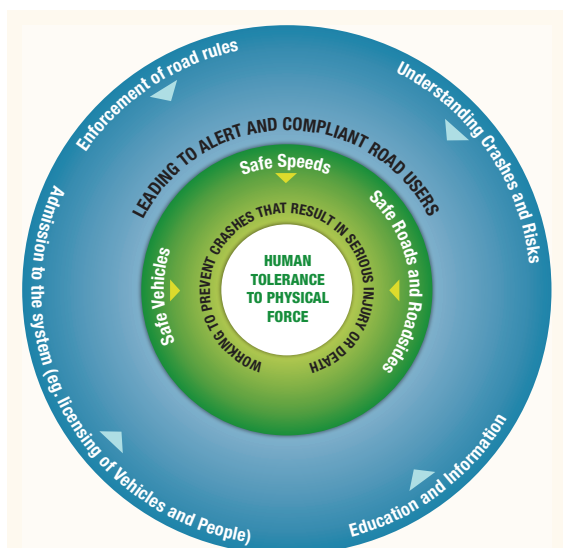 Enforcement of road rules
Understanding Crashes and Risks
LEADING TO ALERT AND COMPLIANT ROAD USERS
Safe Speeds
Safe Roads and Roadsides
Safe Vehicles
WORKING TO PREVENT CRASHES THAT RESULT IN SERIOUS INJURY OR DEATH
HUMAN
TOLERANCE
TO PHYSICAL
FORCE
Admission to the system (eg. licensing of Vehicles and People)
Education and Information